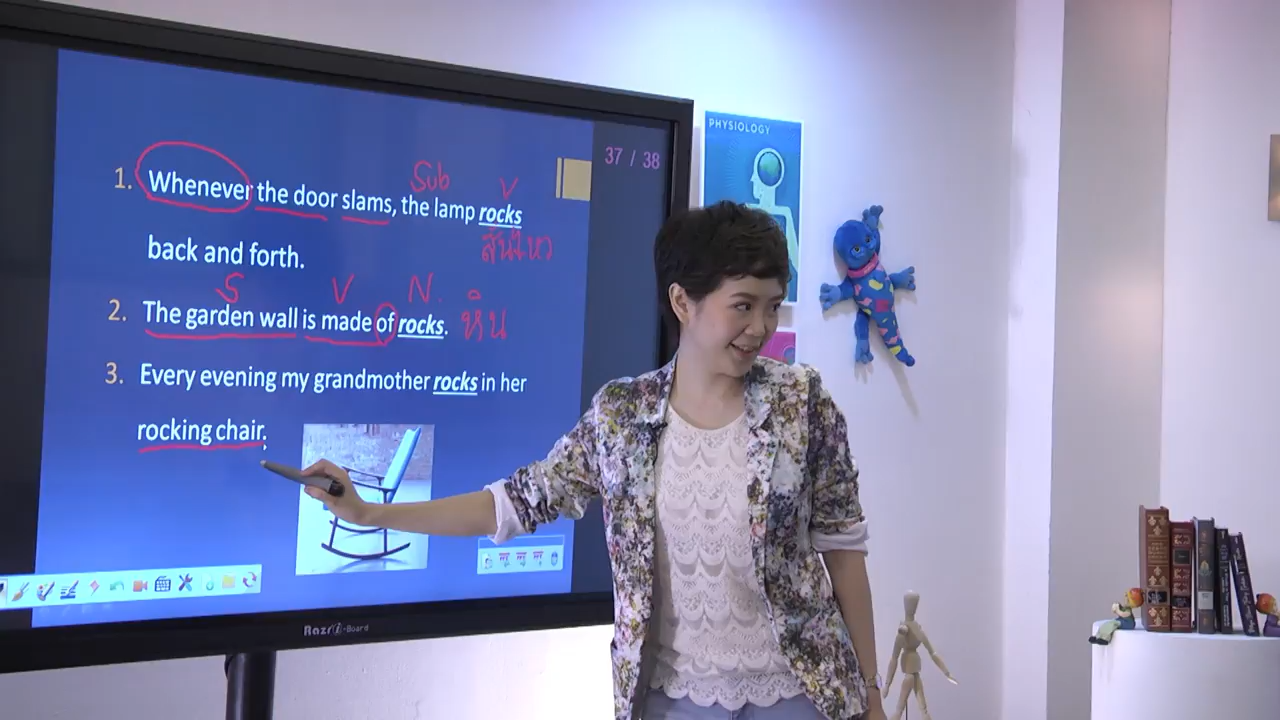 37 / 38
Sub V
1. Whenever the door slams, the lamp rocks
สั่นไหว
back and forth.
S V N.
2. The garden wall is made of rocks. หิน
3. Every evening my grandmother rocks in her
rocking chair.
Razr i-Board
PHYSIOLOGY